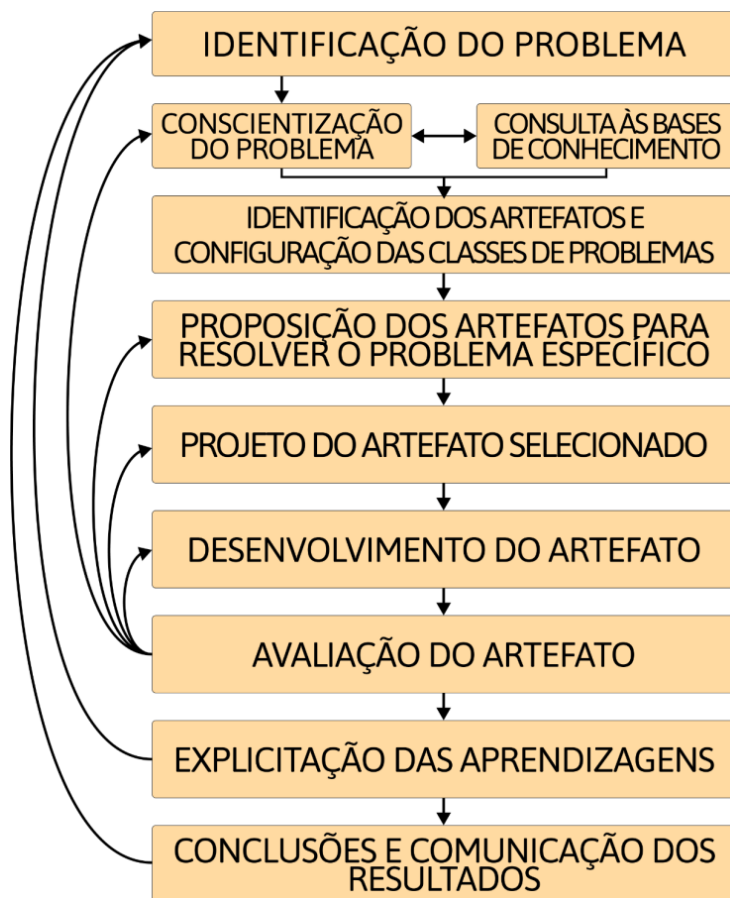 IDENTIFICAÇÃO DO PROBLEMA
CONSCIENTIZAÇÃO
DO PROBLEMA
CONSULTA ÀS BASES
DE CONHECIMENTO
IDENTIFICAÇÃO DOS ARTEFATOS E
CONFIGURAÇÃO DAS CLASSES DE PROBLEMAS
PROPOSIÇÃO DOS ARTEFATOS PARA
RESOLVER O PROBLEMA ESPECÍFICO
PROJETO DO ARTEFATO SELECIONADO
DESENVOLVIMENTO DO ARTEFATO
AVALIAÇÃO DO ARTEFATO
EXPLICITAÇÃO DAS APRENDIZAGENS
CONCLUSÕES E COMUNICAÇÃO DOS
RESULTADOS